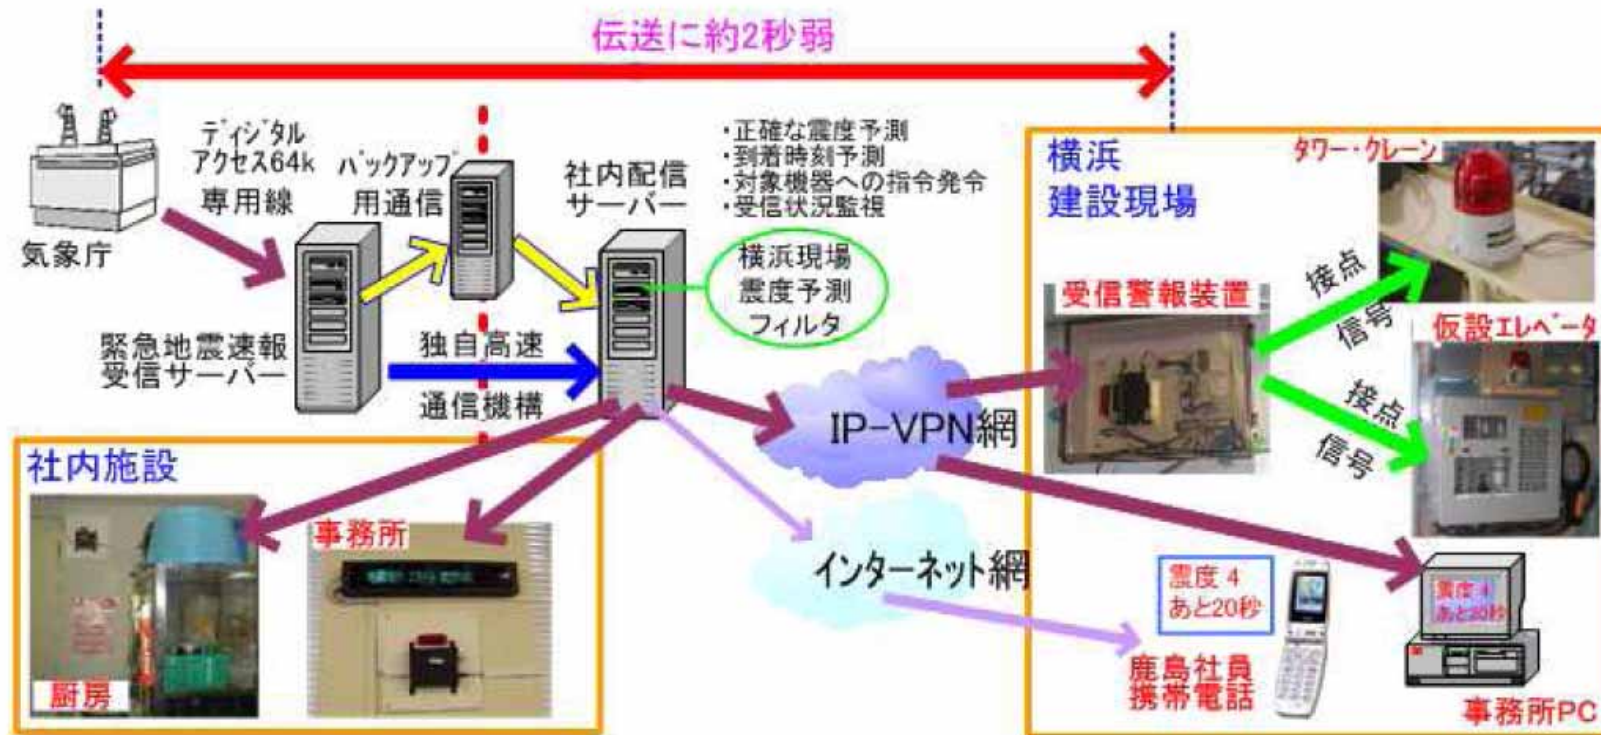 伝送に約2秒弱
ディジタル
アクセス64k
専用線
気象庁
バックアップ
用通信
社内配信
サーバー
・正確な震度予測
・到着時刻予測
・対象機器への指令発令
・受信状況監視
横浜現場
震度予測
フィルタ
緊急地震速報
受信サーバー
独自高速
通信機構
横浜
建設現場
タワー・クレーン
受信警報装置
接点
信号
仮設エレベータ
接点
信号
IP-VPN網
インターネット網
社内施設
厨房
事務所
震度 4
あと20秒
鹿島社員
携帯電話
震度 4
あと20秒
事務所PC